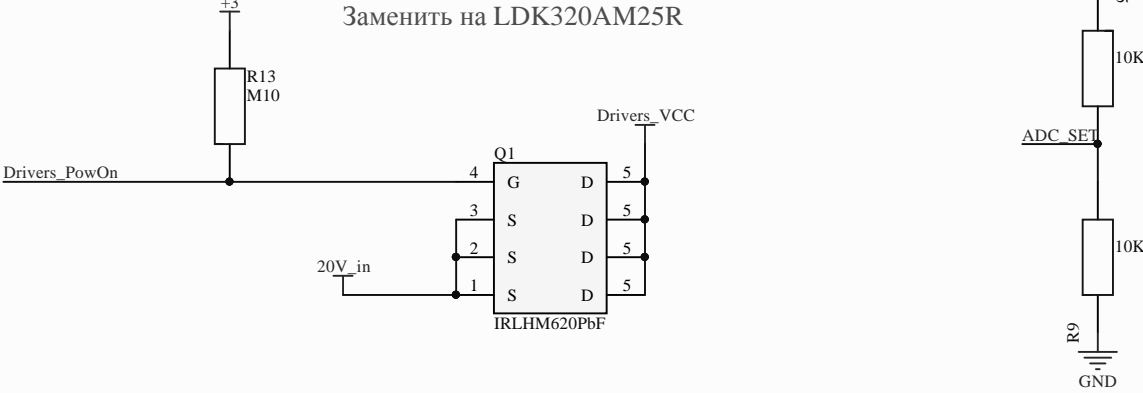 +3
Заменить на LDK320AM25R
R13
M10
10K
Drivers_VCC
ADC_SET
Q1
Drivers_PowOn
4
G
D
5
3
S
D
5
2
S
D
5
20V_in
1
S
D
5
10K
IRLHM620PbF
R9
GND